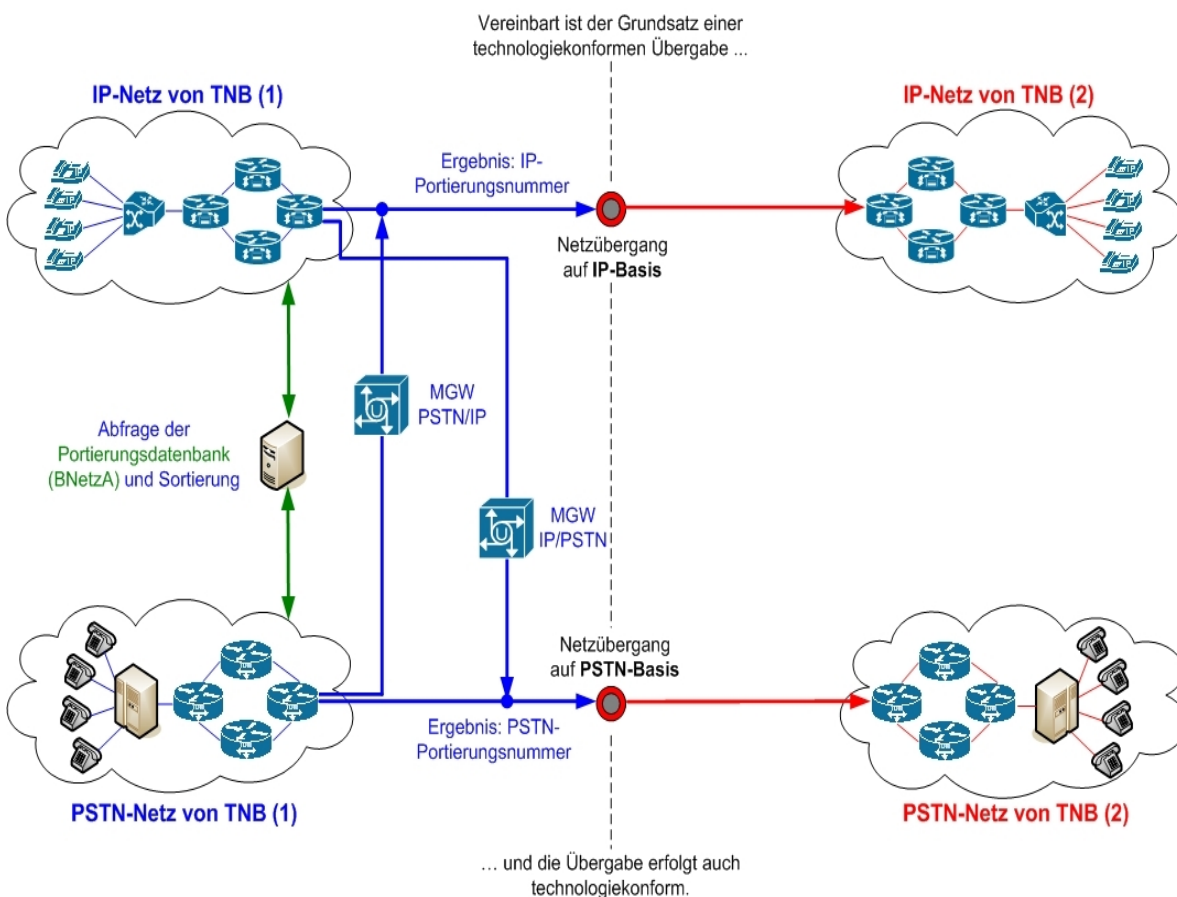 Vereinbart ist der Grundsatz einer
technologiekonformen Übergabe ...
IP-Netz von TNB (1)
IP-Netz von TNB (2)
Ergebnis: IP-
Portierungsnummer
Netzübergang
auf IP-Basis
MGW
PSTN/IP
Abfrage der
Portierungsdatenbank
(BNetzA) und Sortierung
MGW
IP/PSTN
Netzübergang
auf PSTN-Basis
Ergebnis: PSTN-
Portierungsnummer
PSTN-Netz von TNB (1)
PSTN-Netz von TNB (2)
... und die Übergabe erfolgt auch
technologiekonform.